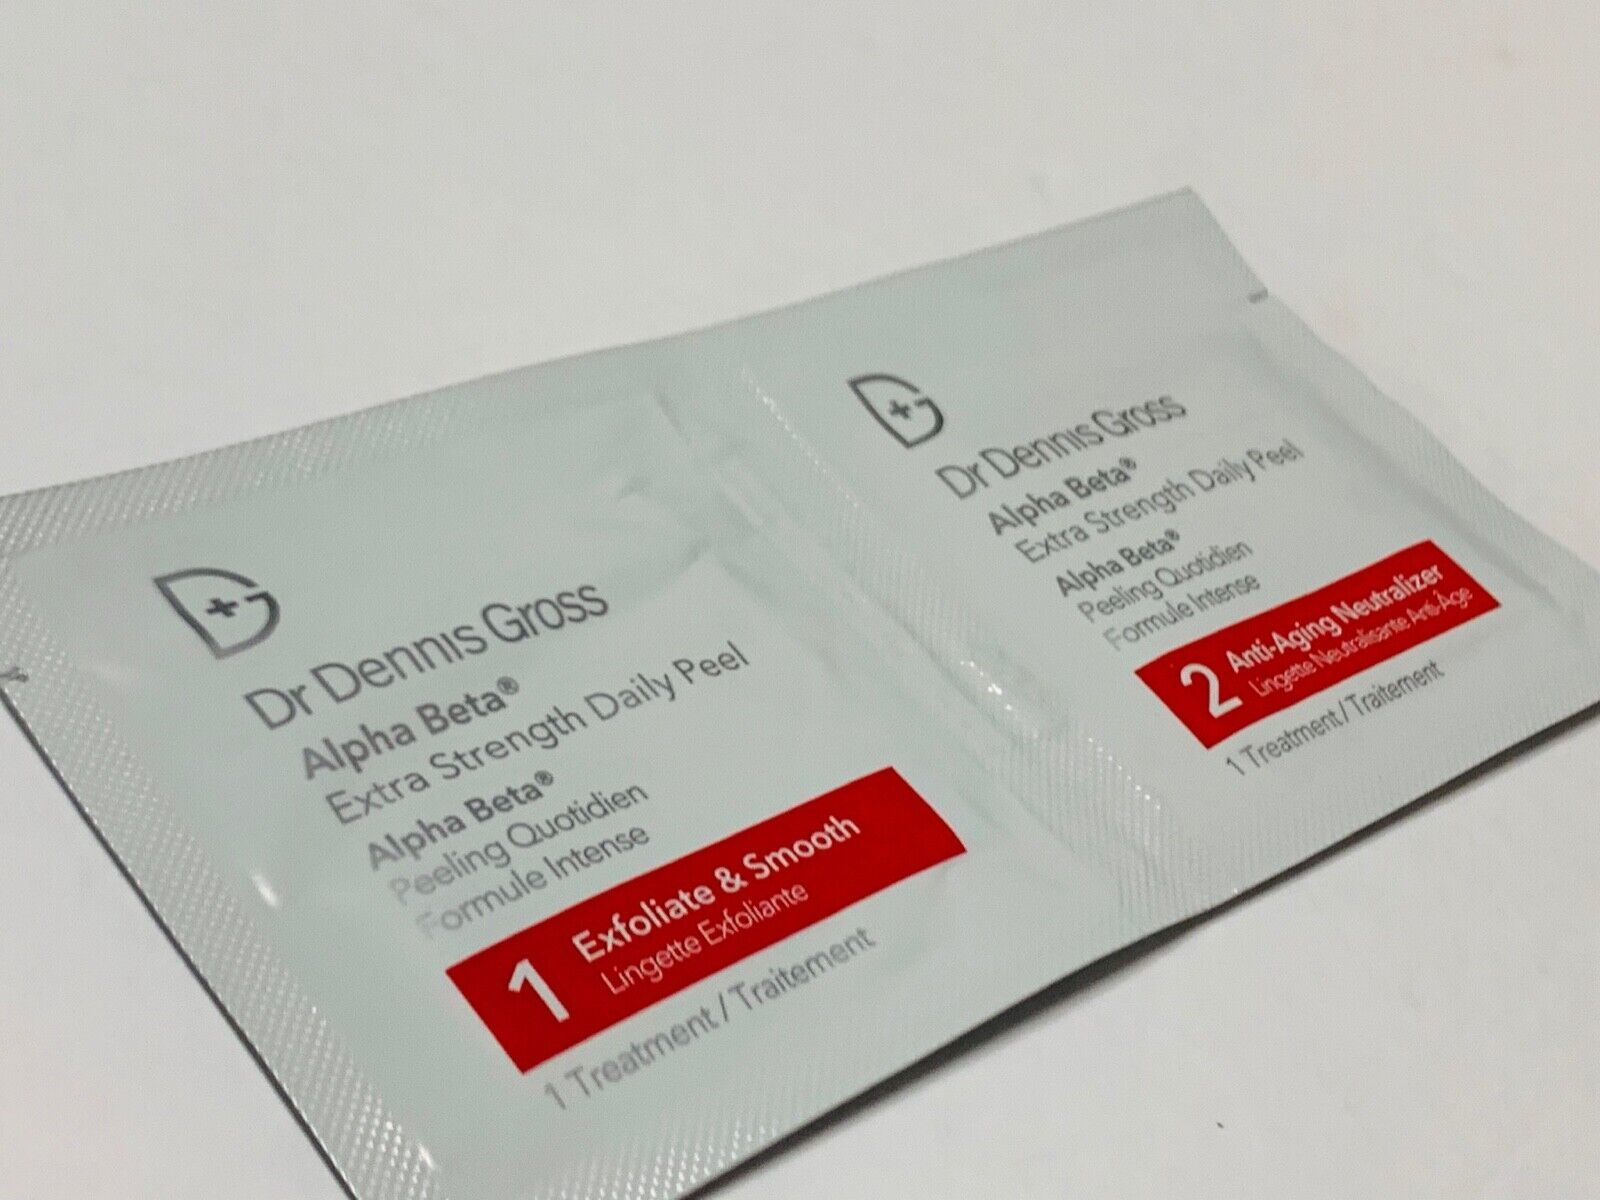 Dr Dennis Gross
Alpha Beta®
Extra Strength Daily Peel
Alpha Beta®
Peeling Quotidien
Formule Intense
1 Exfoliate & Smooth
Lingette Exfoliante
1 Treatment / Traitement
Dr Dennis Gross
Alpha Beta®
Extra Strength Daily Peel
Alpha Beta®
Peeling Quotidien
Formule Intense
2 Anti-Aging Neutralizer
Lingette Neutralisante Anti-Âge
1 Treatment / Traitement